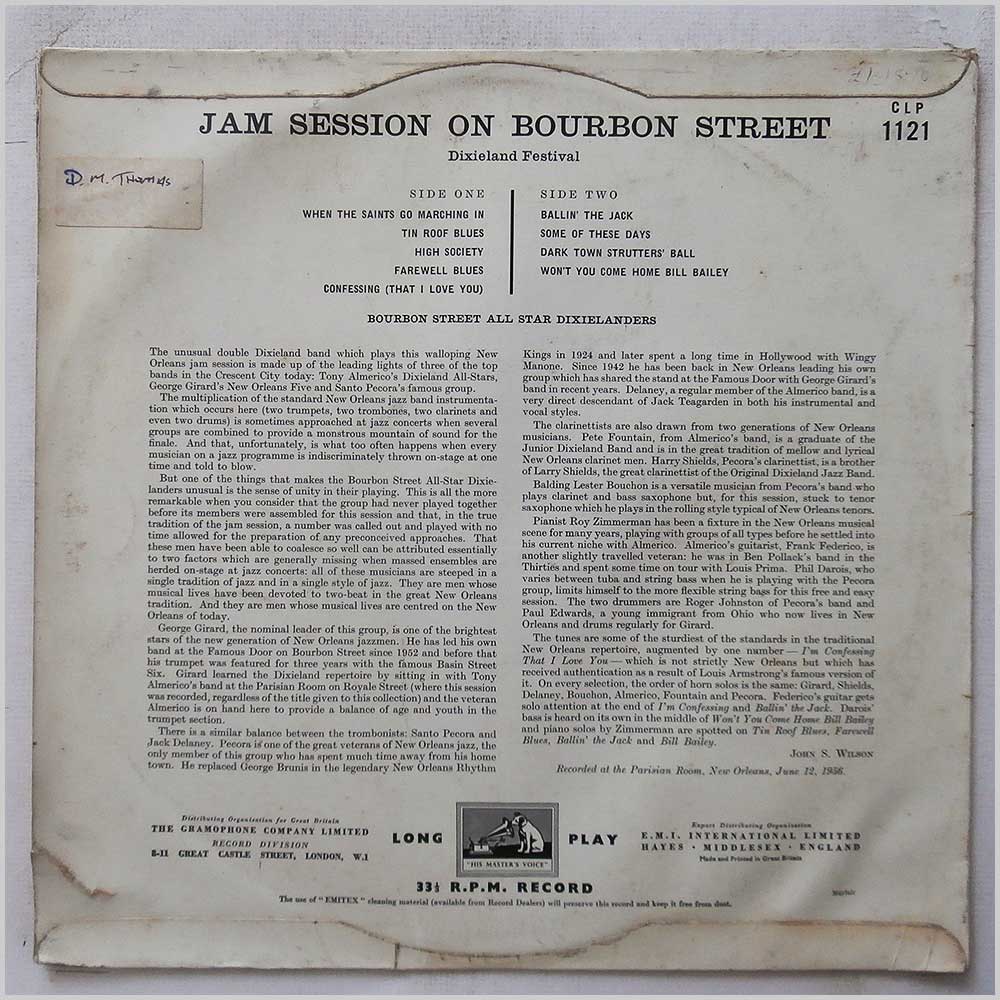 CLP
1121
JAM SESSION ON BOURBON STREET
Dixieland Festival
D. M. Thomas
SIDE ONE
WHEN THE SAINTS GO MARCHING IN
TIN ROOF BLUES
HIGH SOCIETY
FAREWELL BLUES
CONFESSING (THAT I LOVE YOU)
SIDE TWO
BALLIN' THE JACK
SOME OF THESE DAYS
DARK TOWN STRUTTERS' BALL
WON'T YOU COME HOME BILL BAILEY
BOURBON STREET ALL STAR DIXIELANDERS
The unusual double Dixieland band which plays this walloping New
Orleans jam session is made up of the leading lights of three of the top
bands in the Crescent City today: Tony Almerico's Dixieland All-Stars,
George Girard's New Orleans Five and Santo Pecora's famous group.
The multiplication of the standard New Orleans jazz band instrumenta-
tion which occurs here (two trumpets, two trombones, two clarinets and
even two drums) is sometimes approached at jazz concerts when several
groups are combined to provide a monstrous mountain of sound for the
finale. And that, unfortunately, is what too often happens when every
musician on a jazz programme is indiscriminately thrown on-stage at one
time and told to blow.
But one of the things that makes the Bourbon Street All-Star Dixie-
landers unusual is the sense of unity in their playing. This is all the more
remarkable when you consider that the group had never played together
before its members were assembled for this session and that, in the true
tradition of the jam session, a number was called out and played with no
time allowed for the preparation of any preconceived approaches. That
these men have been able to coalesce so well can be attributed essentially
to two factors which are generally missing when massed ensembles are
herded on-stage at jazz concerts: all of these musicians are steeped in a
single tradition of jazz and in a single style of jazz. They are men whose
musical lives have been devoted to two-beat in the great New Orleans
tradition. And they are men whose musical lives are centred on the New
Orleans of today.
George Girard, the nominal leader of this group, is one of the brightest
stars of the new generation of New Orleans jazzmen. He has led his own
band at the Famous Door on Bourbon Street since 1952 and before that
his trumpet was featured for three years with the famous Basin Street
Six. Girard learned the Dixieland repertoire by sitting in with Tony
Almerico's band at the Parisian Room on Royale Street (where this session
was recorded, regardless of the title given to this collection) and the veteran
Almerico is on hand here to provide a balance of age and youth in the
trumpet section.
There is a similar balance between the trombonists: Santo Pecora and
Jack Delaney. Pecora is one of the great veterans of New Orleans jazz, the
only member of this group who has spent much time away from his home
town. He replaced George Brunis in the legendary New Orleans Rhythm
Kings in 1924 and later spent a long time in Hollywood with Wingy
Manone. Since 1942 he has been back in New Orleans leading his own
group which has shared the stand at the Famous Door with George Girard's
band in recent years. Delaney, a regular member of the Almerico band, is a
very direct descendant of Jack Teagarden in both his instrumental and
vocal styles.
The clarinettists are also drawn from two generations of New Orleans
musicians. Pete Fountain, from Almerico's band, is a graduate of the
Junior Dixieland Band and is in the great tradition of mellow and lyrical
New Orleans clarinet men. Harry Shields, Pecora's clarinettist, is a brother
of Larry Shields, the great clarinettist of the Original Dixieland Jazz Band.
Balding Lester Bouchon is a versatile musician from Pecora's band who
plays clarinet and bass saxophone but, for this session, stuck to tenor
saxophone which he plays in the rolling style typical of New Orleans tenors.
Pianist Roy Zimmerman has been a fixture in the New Orleans musical
scene for many years, playing with groups of all types before he settled into
his current niche with Almerico. Almerico's guitarist, Frank Federico, is
another slightly travelled veteran: he was in Ben Pollack's band in the
Thirties and spent some time on tour with Louis Prima. Phil Darois, who
varies between tuba and string bass when he is playing with the Pecora
group, limits himself to the more flexible string bass for this free and easy
session. The two drummers are Roger Johnston of Pecora's band and
Paul Edwards, a young immigrant from Ohio who now lives in New
Orleans and drums regularly for Girard.
The tunes are some of the sturdiest of the standards in the traditional
New Orleans repertoire, augmented by one number — I'm Confessing
That I Love You — which is not strictly New Orleans but which has
received authentication as a result of Louis Armstrong's famous version of
it. On every selection, the order of horn solos is the same: Girard, Shields,
Delaney, Bouchon, Almerico, Fountain and Pecora. Federico's guitar gets
solo attention at the end of I'm Confessing and Ballin' the Jack. Darois'
bass is heard on its own in the middle of Won't You Come Home Bill Bailey
and piano solos by Zimmerman are spotted on Tin Roof Blues, Farewell
Blues, Ballin' the Jack and Bill Bailey.
JOHN S. WILSON
Recorded at the Parisian Room, New Orleans, June 12, 1956.
Distributing Organisation for Great Britain
THE GRAMOPHONE COMPANY LIMITED
RECORD DIVISION
8-11 GREAT CASTLE STREET, LONDON, W.1
LONG PLAY
"HIS MASTER'S VOICE"
33⅓ R.P.M. RECORD
Export Distributing Organisation
E.M.I. INTERNATIONAL LIMITED
HAYES · MIDDLESEX · ENGLAND
Made and Printed in Great Britain
The use of "EMITEX" cleaning material (available from Record Dealers) will preserve this record and keep it free from dust.